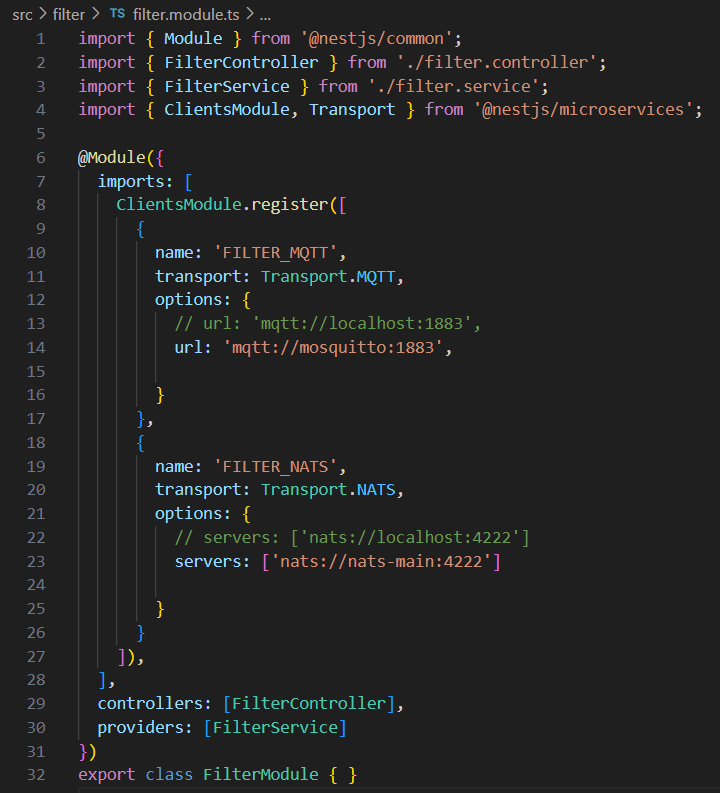 src > filter > TS filter.module.ts > ...
1 import { Module } from '@nestjs/common';
2 import { FilterController } from './filter.controller';
3 import { FilterService } from './filter.service';
4 import { ClientsModule, Transport } from '@nestjs/microservices';
5
6 @Module({
7   imports: [
8     ClientsModule.register([
9       {
10         name: 'FILTER_MQTT',
11         transport: Transport.MQTT,
12         options: {
13           // url: 'mqtt://localhost:1883',
14           url: 'mqtt://mosquitto:1883',
15
16         }
17       },
18       {
19         name: 'FILTER_NATS',
20         transport: Transport.NATS,
21         options: {
22           // servers: ['nats://localhost:4222']
23           servers: ['nats://nats-main:4222']
24
25         }
26       }
27     ]),
28   ],
29   controllers: [FilterController],
30   providers: [FilterService]
31 })
32 export class FilterModule { }